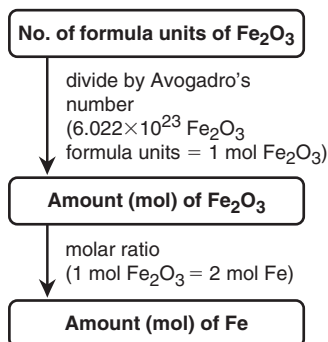 No. of formula units of Fe₂O₃
divide by Avogadro's
number
(6.022×10²³ Fe₂O₃
formula units = 1 mol Fe₂O₃)
Amount (mol) of Fe₂O₃
molar ratio
(1 mol Fe₂O₃ = 2 mol Fe)
Amount (mol) of Fe